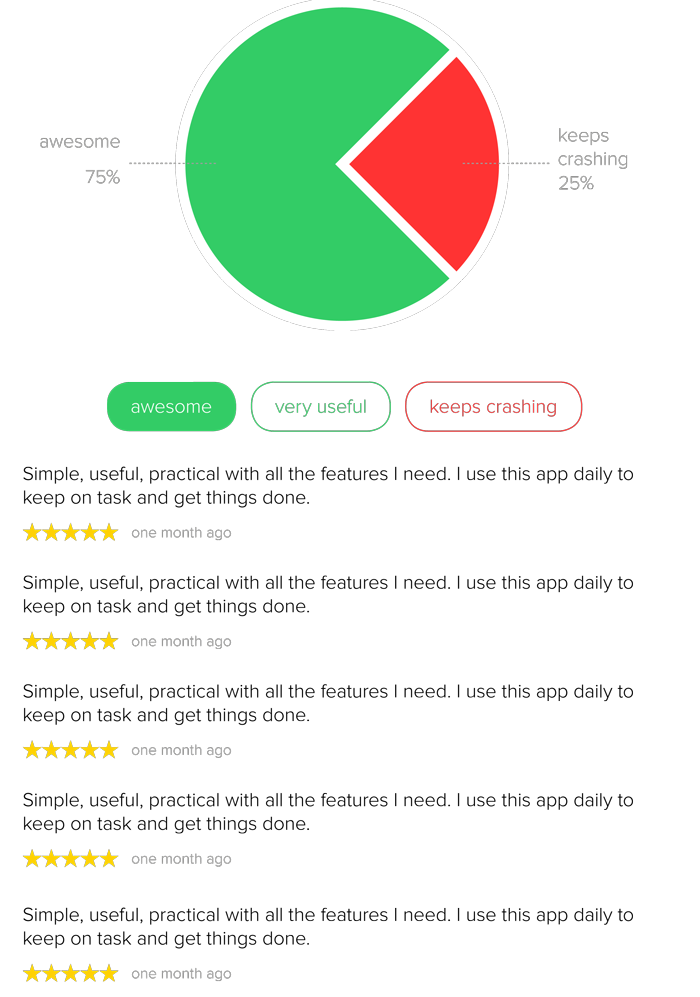 awesome
75%
keeps
crashing
25%
awesome
very useful
keeps crashing
Simple, useful, practical with all the features I need. I use this app daily to
keep on task and get things done.
one month ago
Simple, useful, practical with all the features I need. I use this app daily to
keep on task and get things done.
one month ago
Simple, useful, practical with all the features I need. I use this app daily to
keep on task and get things done.
one month ago
Simple, useful, practical with all the features I need. I use this app daily to
keep on task and get things done.
one month ago
Simple, useful, practical with all the features I need. I use this app daily to
keep on task and get things done.
one month ago